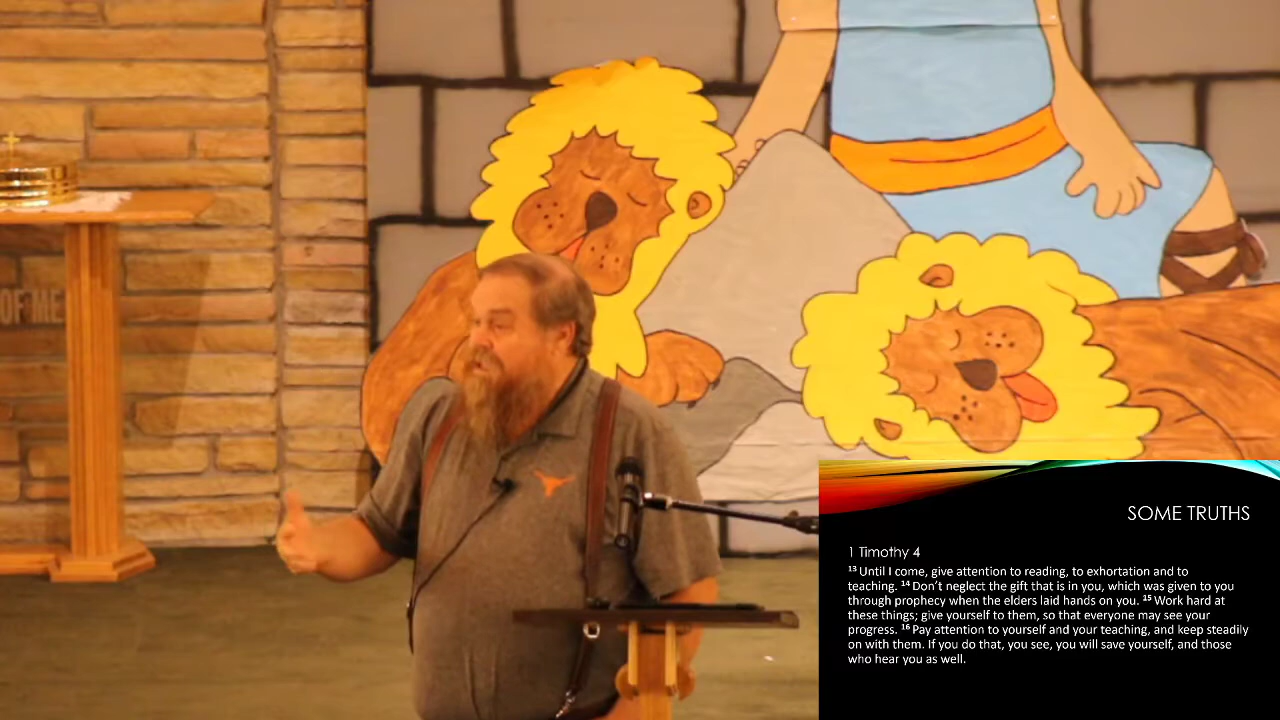 OF ME
SOME TRUTHS
1 Timothy 4
13 Until I come, give attention to reading, to exhortation and to
teaching. 14 Don't neglect the gift that is in you, which was given to you
through prophecy when the elders laid hands on you. 15 Work hard at
these things; give yourself to them, so that everyone may see your
progress. 16 Pay attention to yourself and your teaching, and keep steadily
on with them. If you do that, you see, you will save yourself, and those
who hear you as well.